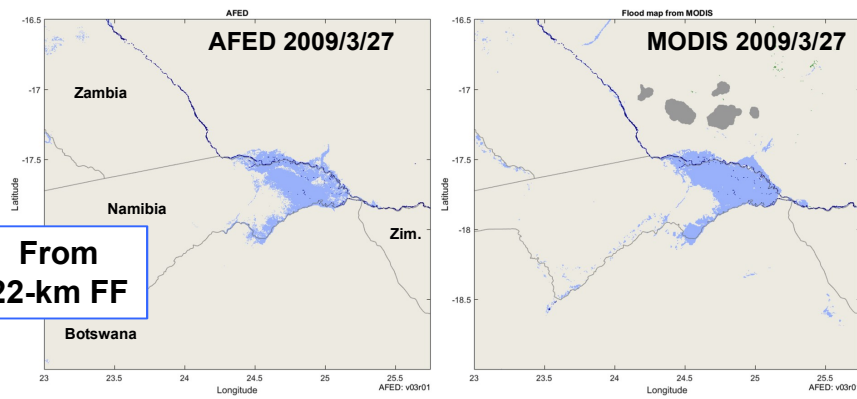 AFED
AFED 2009/3/27
-16.5
-17
-17.5
-18.5
Latitude
Zambia
Namibia
Zim.
Botswana
From
22-km FF
23
23.5
24
24.5
25
25.5
Longitude
AFED: v03r01
Flood map from MODIS
MODIS 2009/3/27
-16.5
-17
-17.5
-18
-18.5
Latitude
23
23.5
24
24.5
25
25.5
Longitude